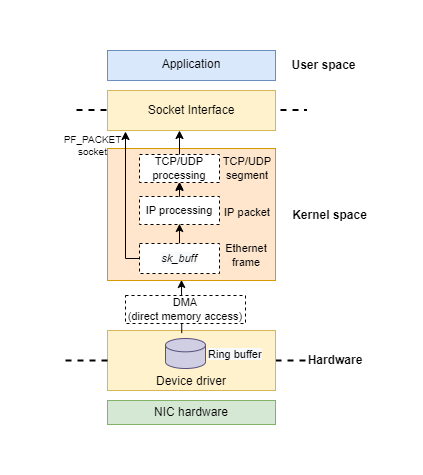 Application
User space
Socket Interface
PF_PACKET
socket
TCP/UDP
processing
TCP/UDP
segment
IP processing
IP packet
Kernel space
sk_buff
Ethernet
frame
DMA
(direct memory access)
Ring buffer
Hardware
Device driver
NIC hardware